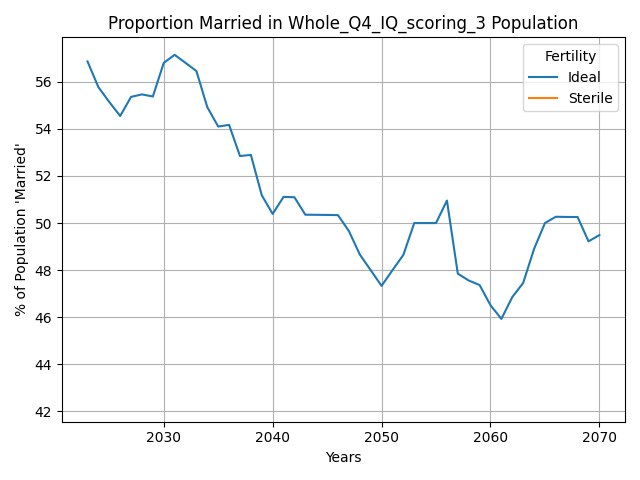 Proportion Married in Whole_Q4_IQ_scoring_3 Population
Fertility
Ideal
Sterile
% of Population 'Married'
56
54
52
50
48
46
44
42
2030 2040 2050 2060 2070
Years